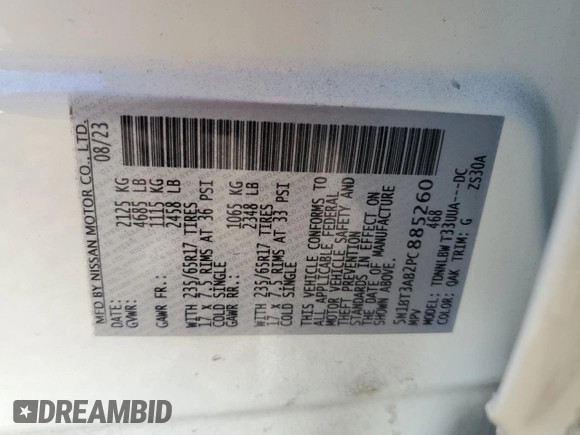 MFD BY NISSAN MOTOR CO., LTD.
08/23
DATE:
GVWR: 2125 KG
4685 LB
GAWR FR.: 1115 KG
2458 LB
WITH 235/65R17 TIRES
17 X 7.5 RIMS AT 36 PSI
COLD SINGLE
GAWR RR.: 1065 KG
2348 LB
WITH 235/65R17 TIRES
17 X 7.5 RIMS AT 33 PSI
COLD SINGLE
THIS VEHICLE CONFORMS TO
ALL APPLICABLE FEDERAL
MOTOR VEHICLE SAFETY AND
THEFT PREVENTION
STANDARDS IN EFFECT ON
THE DATE OF MANUFACTURE
SHOWN ABOVE.
5N1BT3AB2PC885260
MPV 468
MODEL: TDWNLBW T33UUA---DC
COLOR: QAK TRIM: G ZS30A
DREAMBID